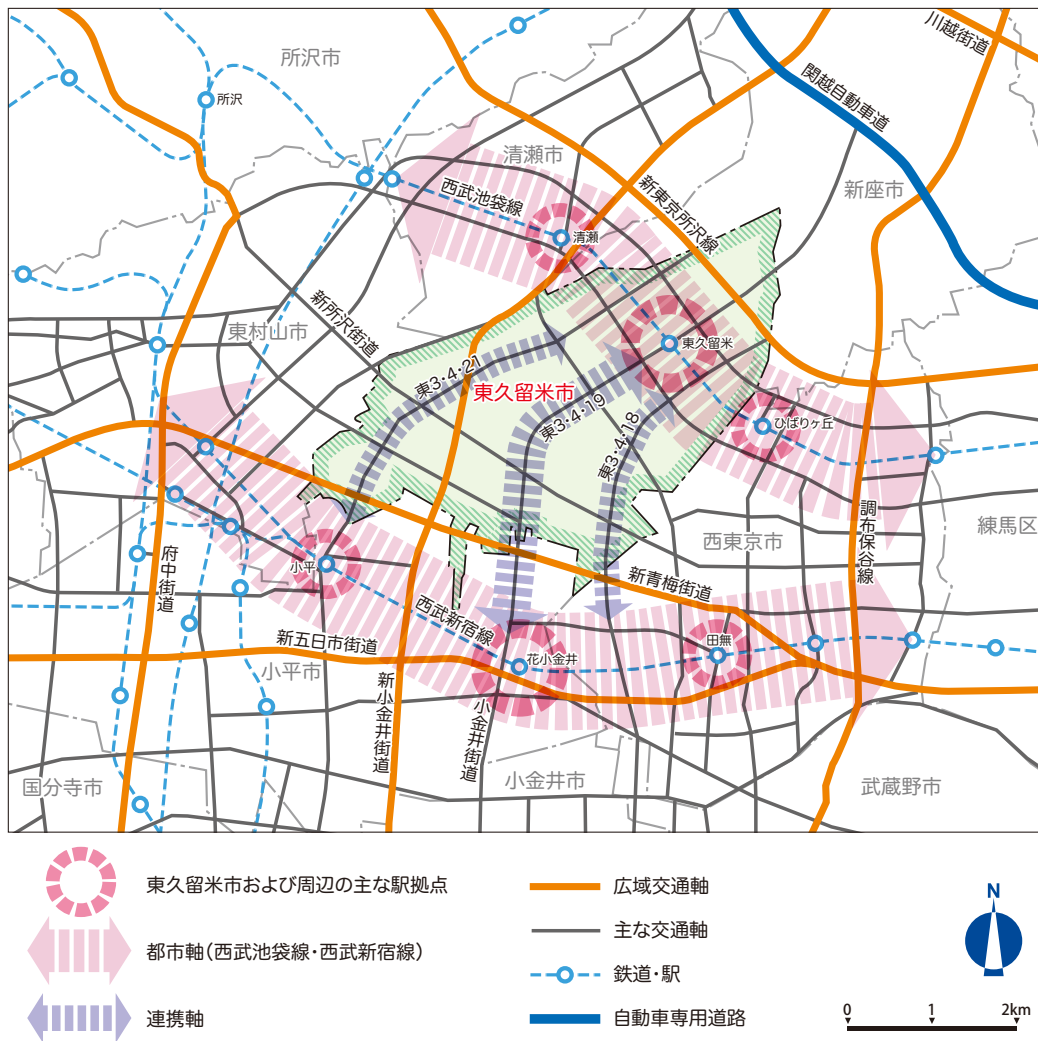 川越街道
所沢市
関越自動車道
所沢
清瀬市
新座市
西武池袋線
新東京所沢線
清瀬
新所沢街道
東村山市
東久留米
東3・4・21
東久留米市
東3・4・19
ひばりヶ丘
東3・4・18
調布保谷線
練馬区
西東京市
府中街道
小平
新青梅街道
西武新宿線
新五日市街道
田無
花小金井
小平市
新小金井街道
小金井街道
国分寺市
小金井市
武蔵野市
東久留米市および周辺の主な駅拠点
都市軸(西武池袋線・西武新宿線)
連携軸
広域交通軸
主な交通軸
鉄道・駅
自動車専用道路
N
0 1 2km